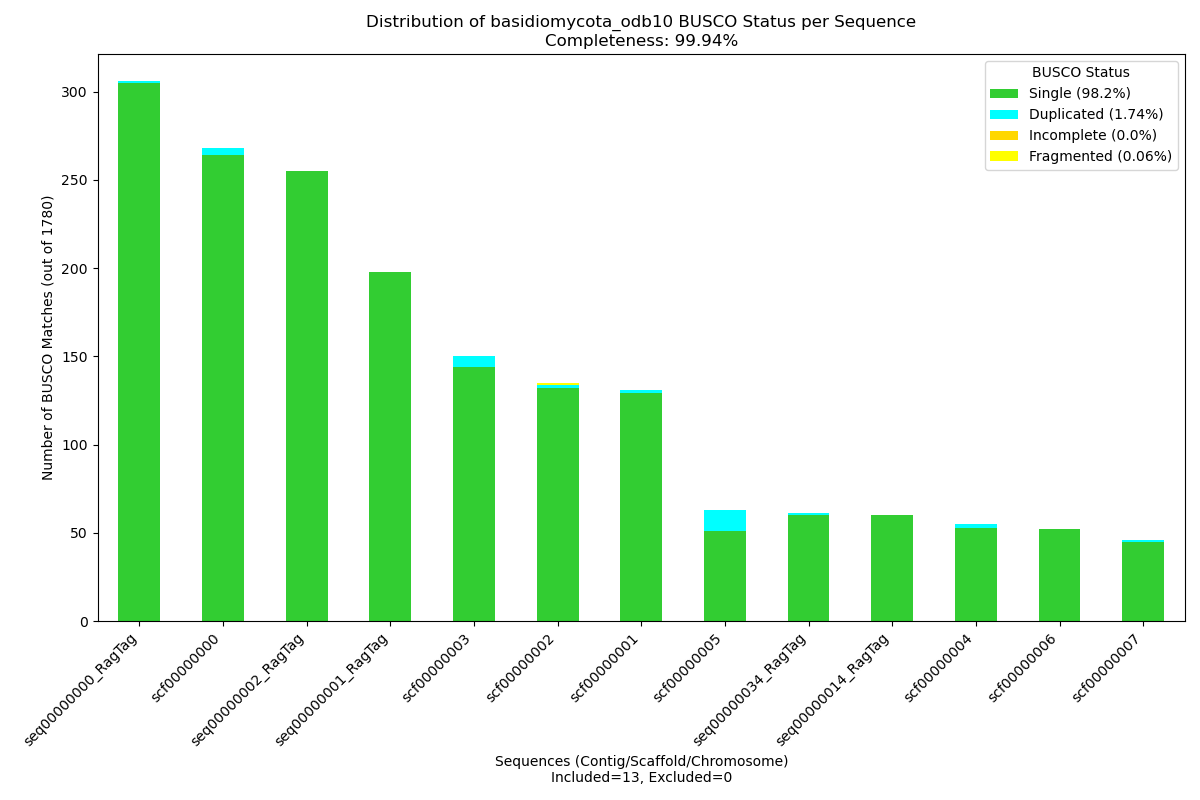 Distribution of basidiomycota_odb10 BUSCO Status per Sequence
Completeness: 99.94%
BUSCO Status
Single (98.2%)
Duplicated (1.74%)
Incomplete (0.0%)
Fragmented (0.06%)
Number of BUSCO Matches (out of 1780)
300
250
200
150
100
50
0
seq00000000_RagTag
scf00000000
seq00000002_RagTag
seq00000001_RagTag
scf00000003
scf00000002
scf00000001
scf00000005
seq00000034_RagTag
seq00000014_RagTag
scf00000004
scf00000006
scf00000007
Sequences (Contig/Scaffold/Chromosome)
Included=13, Excluded=0